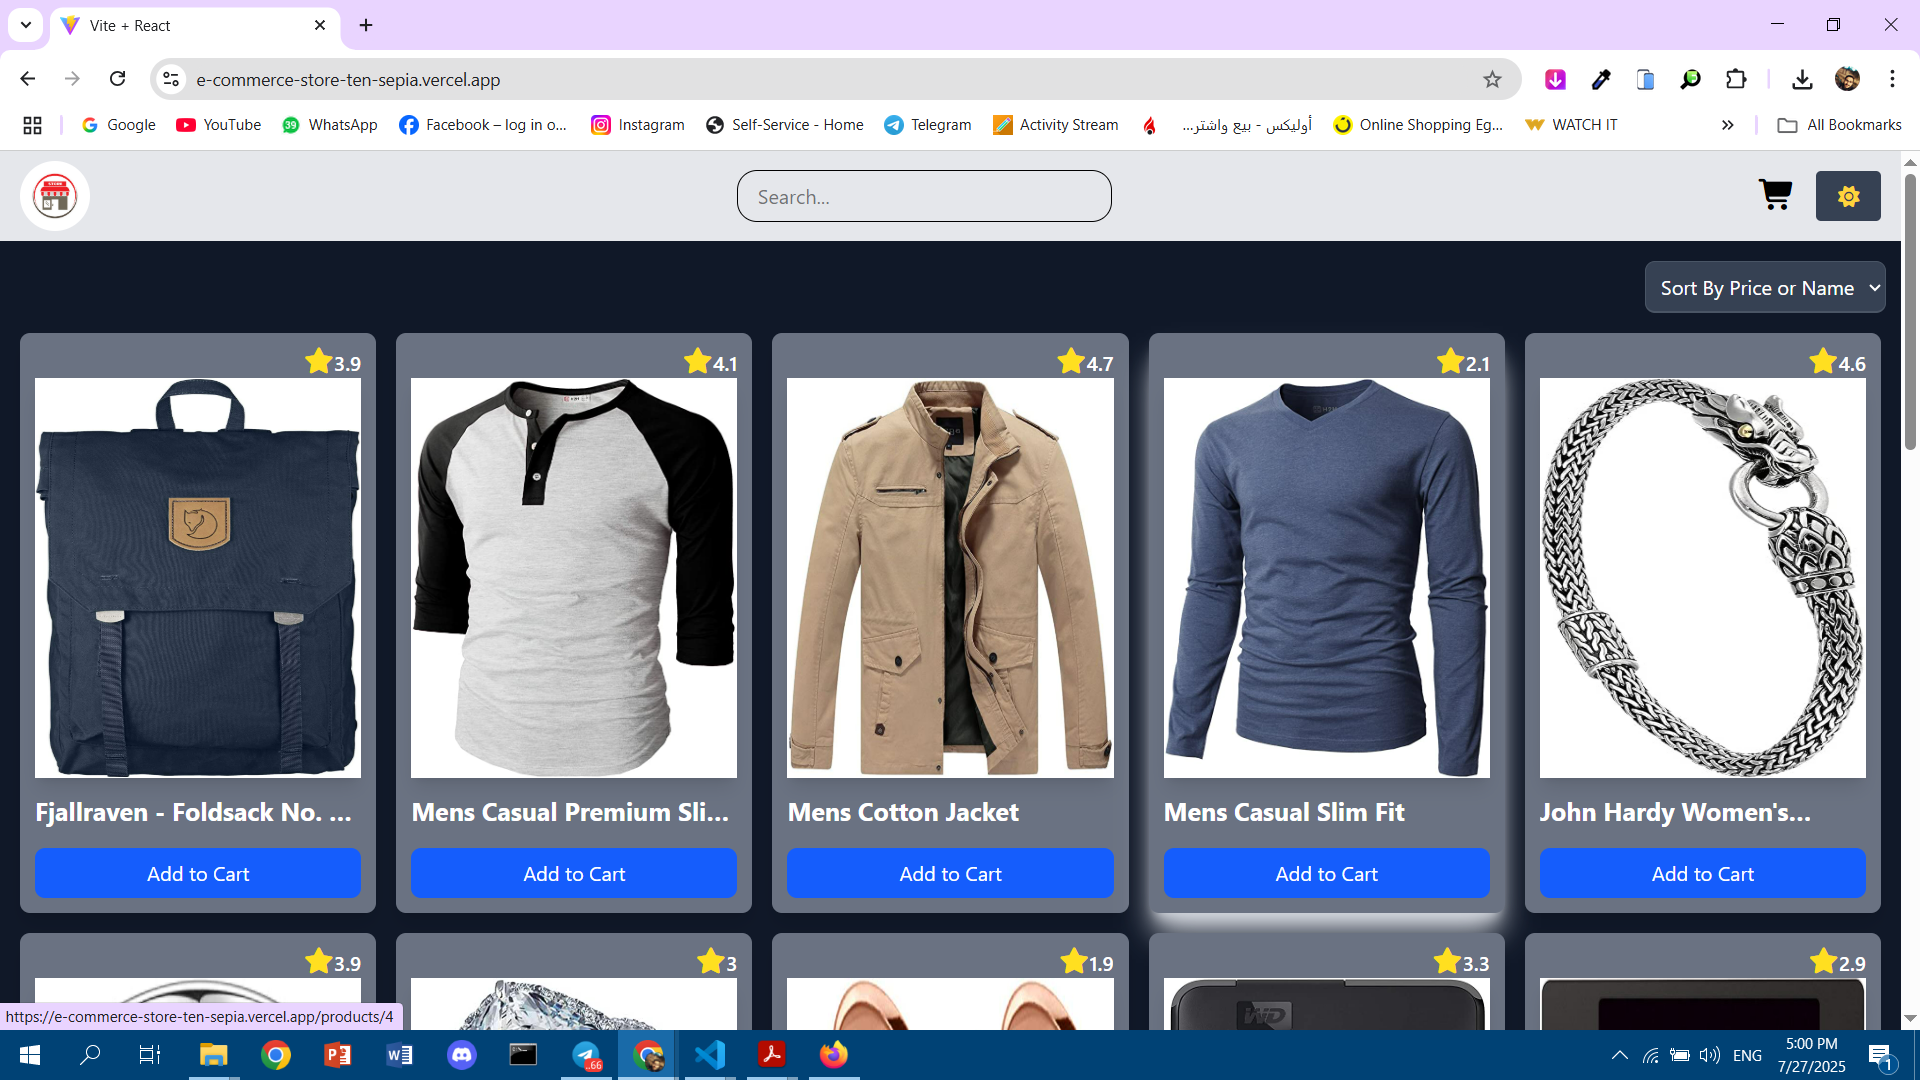 Vite + React
e-commerce-store-ten-sepia.vercel.app
Google
YouTube
39
WhatsApp
Facebook – log in o...
Instagram
Self-Service - Home
Telegram
Activity Stream
أوليكس - بيع واشتر...
Online Shopping Eg...
WATCH IT
All Bookmarks
STORE
Search...
Sort By Price or Name
3.9
4.1
4.7
2.1
4.6
Fjallraven - Foldsack No. ...
Mens Casual Premium Sli...
Mens Cotton Jacket
Mens Casual Slim Fit
John Hardy Women's...
Add to Cart
Add to Cart
Add to Cart
Add to Cart
Add to Cart
3.9
3
1.9
3.3
2.9
WD
https://e-commerce-store-ten-sepia.vercel.app/products/4
66
ENG
5:00 PM
7/27/2025
1